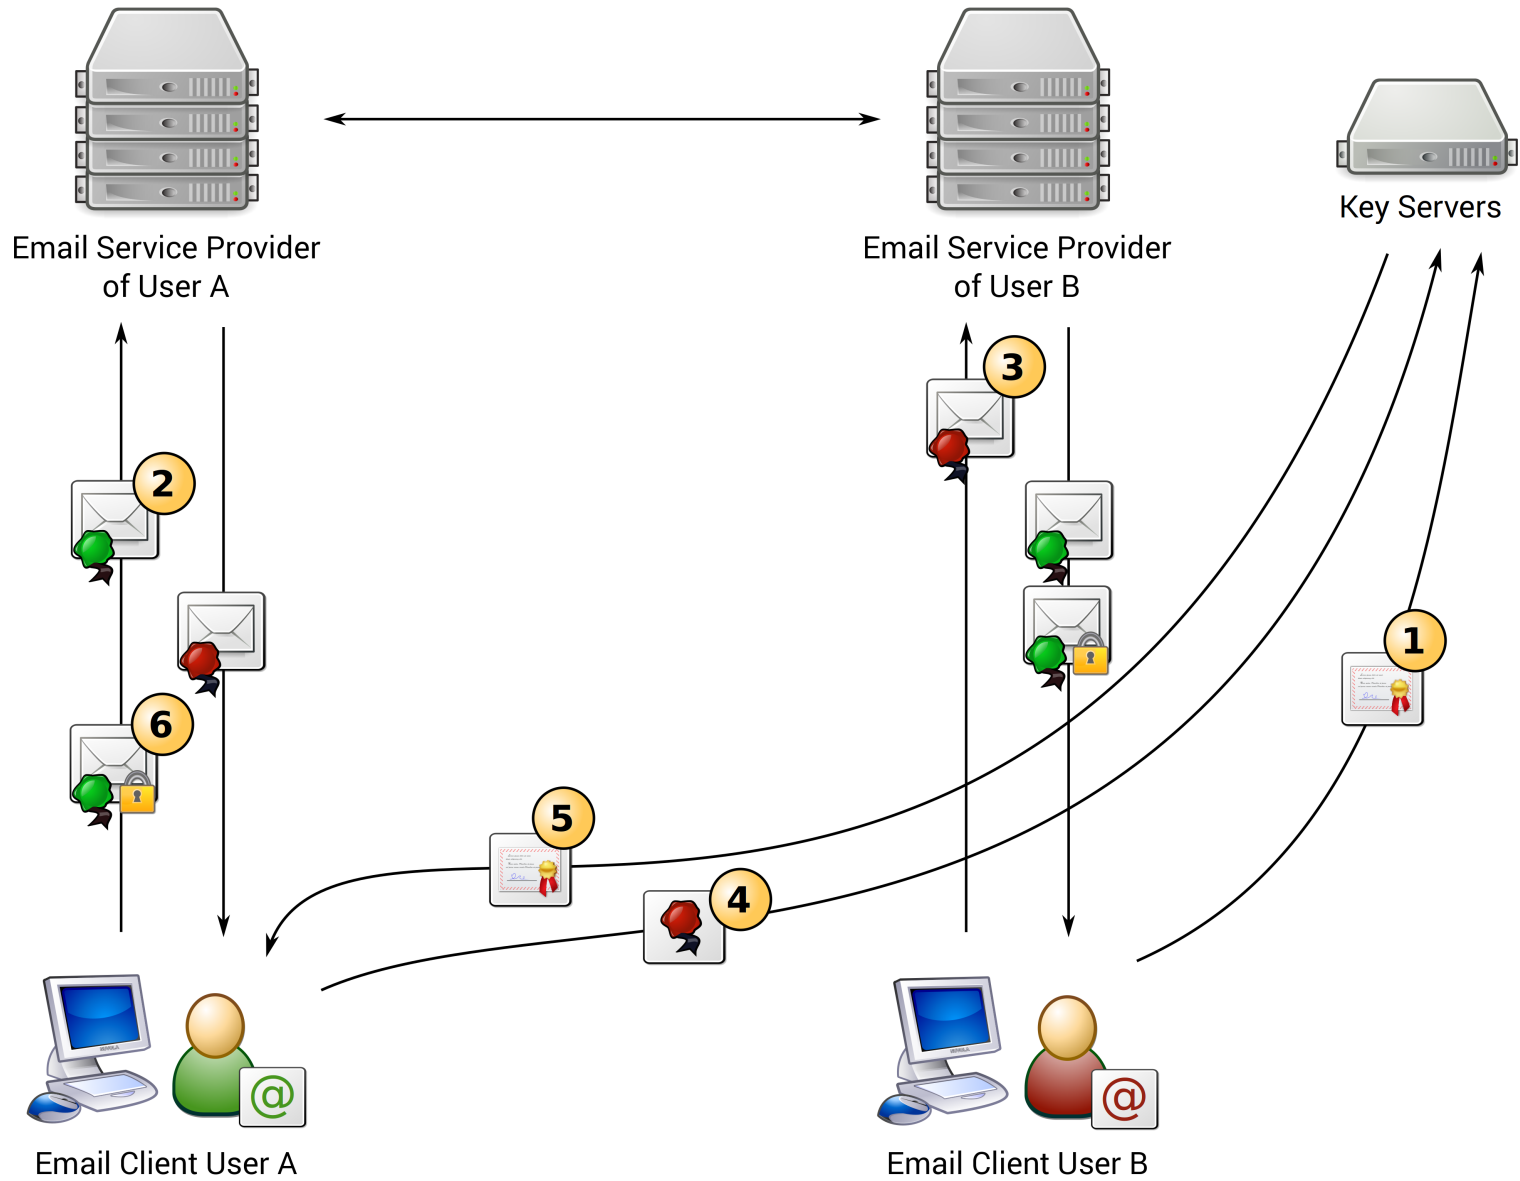 Email Service Provider
of User A
Email Service Provider
of User B
Key Servers
3
2
1
6
5
4
@
@
Email Client User A
Email Client User B